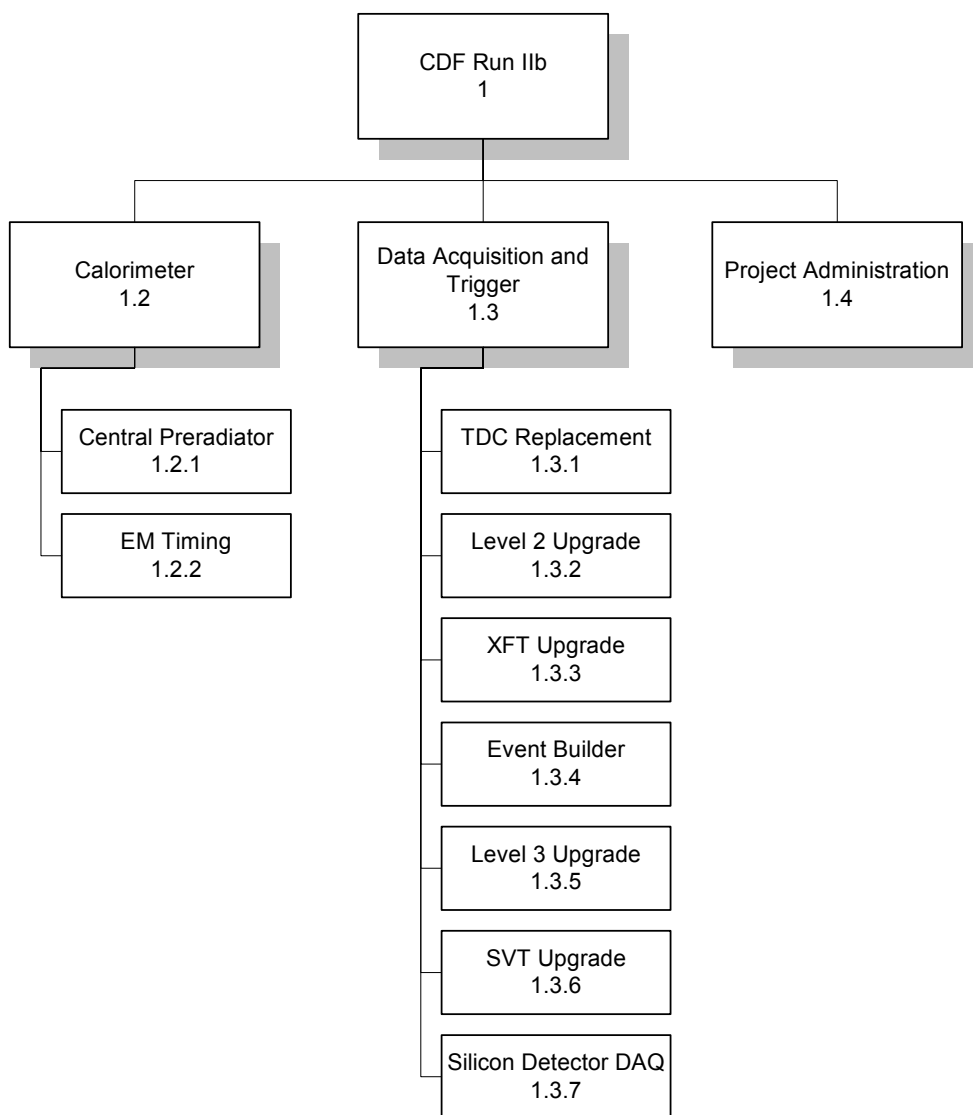 CDF Run IIb
1
Calorimeter
1.2
Data Acquisition and
Trigger
1.3
Project Administration
1.4
Central Preradiator
1.2.1
EM Timing
1.2.2
TDC Replacement
1.3.1
Level 2 Upgrade
1.3.2
XFT Upgrade
1.3.3
Event Builder
1.3.4
Level 3 Upgrade
1.3.5
SVT Upgrade
1.3.6
Silicon Detector DAQ
1.3.7